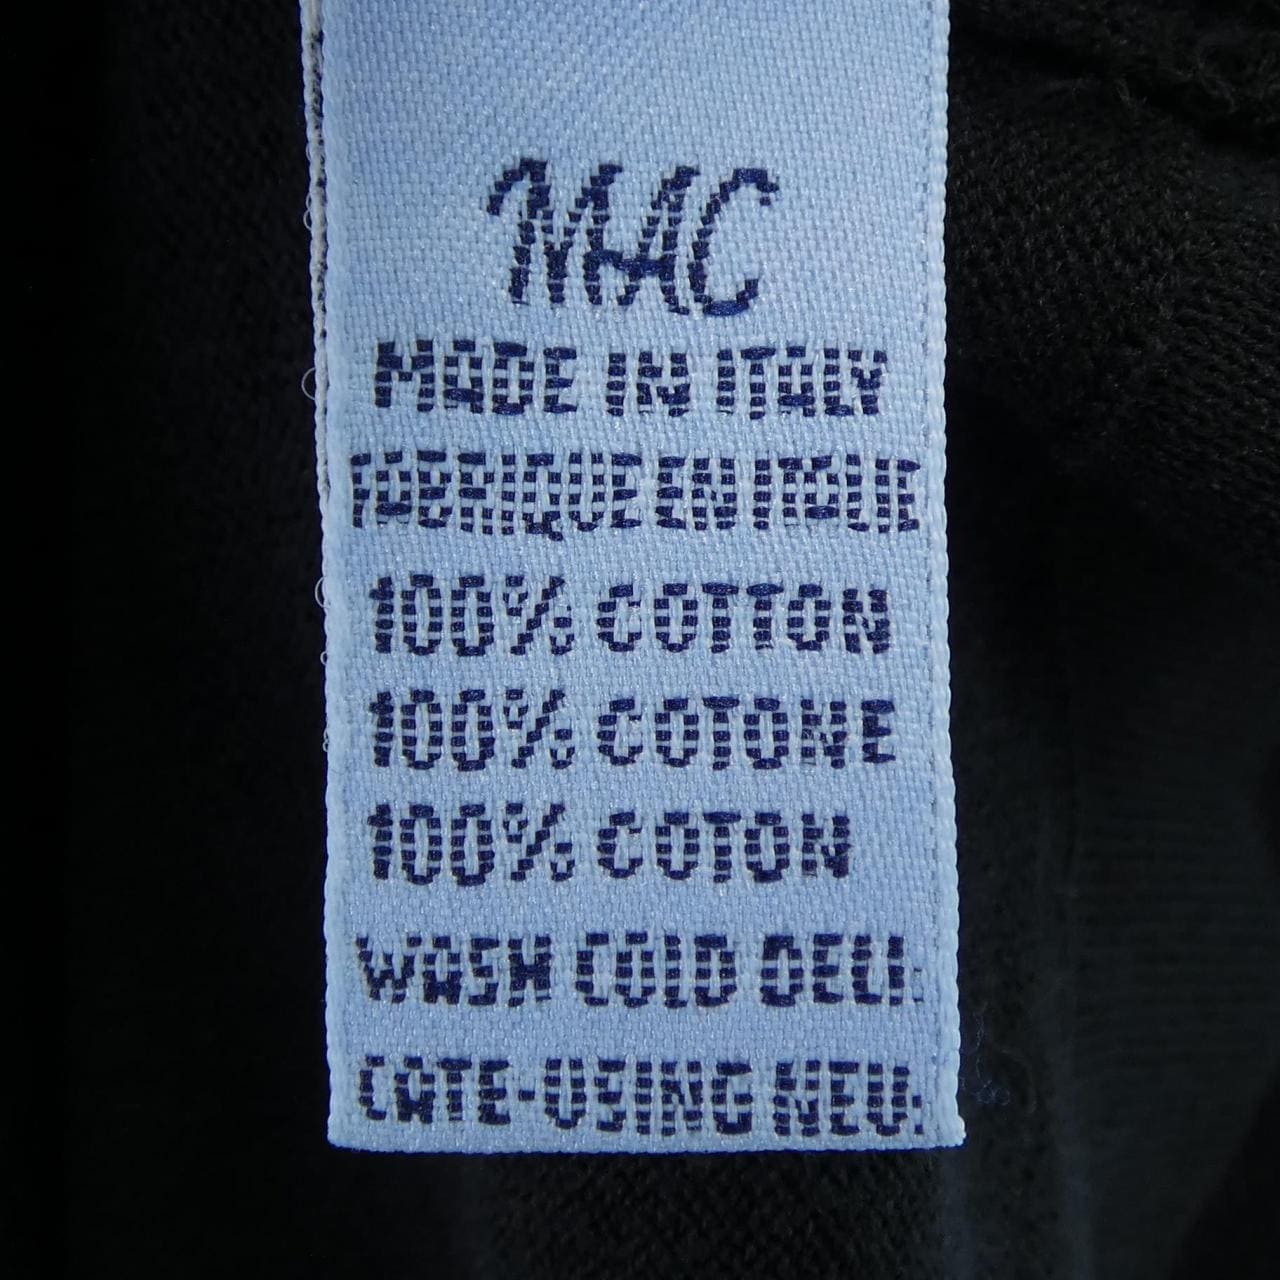 MAC
MADE IN ITALY
FABRIQUE EN ITALIE
100% COTTON
100% COTONE
100% COTON
WASH COLD DELI:
CATE-USING NEU: